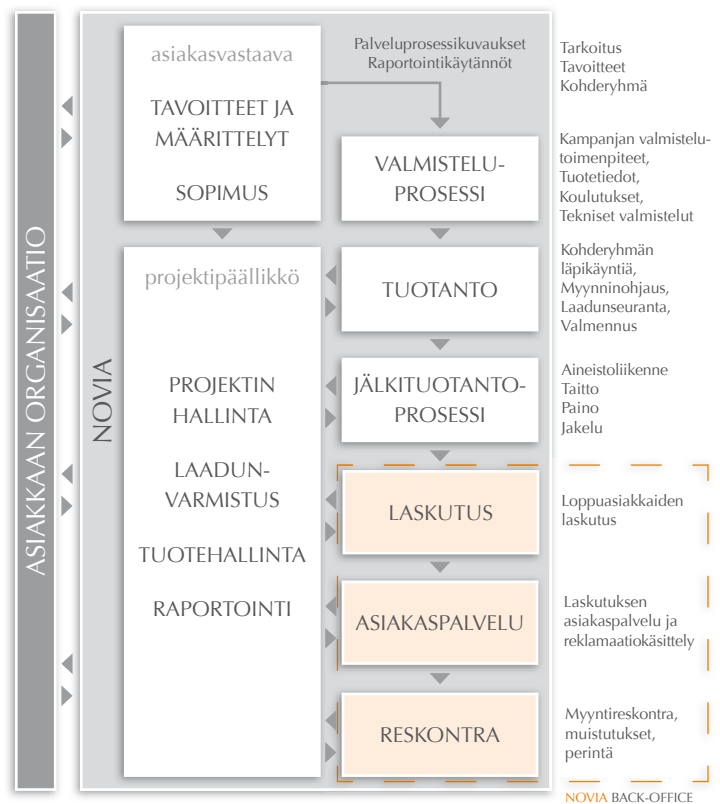 ASIAKKAAN ORGANISAATIO
NOVIA
asiakasvastaava
TAVOITTEET JA
MÄÄRITTELYT
SOPIMUS
Palveluprosessikuvaukset
Raportointikäytännöt
Tarkoitus
Tavoitteet
Kohderyhmä
VALMISTELU-
PROSESSI
Kampanjan valmistelu-
toimenpiteet,
Tuotetiedot,
Koulutukset,
Tekniset valmistelut
projektipäällikkö
PROJEKTIN
HALLINTA
LAADUN-
VARMISTUS
TUOTEHALLINTA
RAPORTOINTI
TUOTANTO
Kohderyhmän
läpikäyntiä,
Myynninohjaus,
Laadunseuranta,
Valmennus
JÄLKITUOTANTO-
PROSESSI
Aineistoliikenne
Taitto
Paino
Jakelu
LASKUTUS
Loppuasiakkaiden
laskutus
ASIAKASPALVELU
Laskutuksen
asiakaspalvelu ja
reklamaatiokäsittely
RESKONTRA
Myyntireskontra,
muistutukset,
perintä
NOVIA BACK-OFFICE